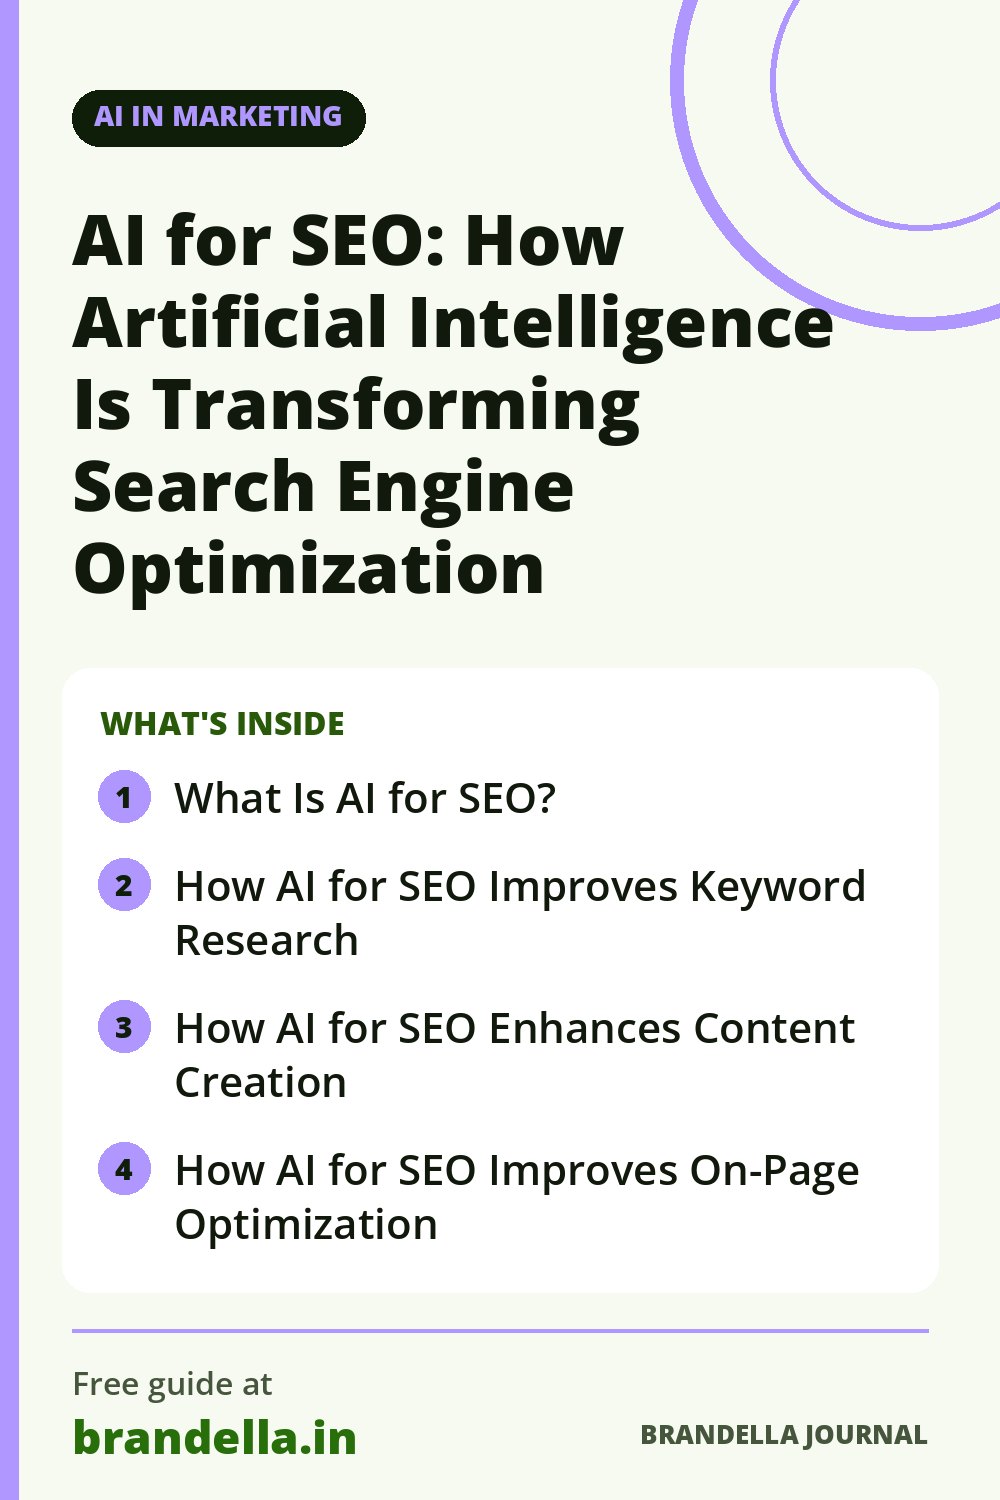 AI IN MARKETING
AI for SEO: How
Artificial Intelligence
Is Transforming
Search Engine
Optimization
WHAT'S INSIDE
1 What Is AI for SEO?
2 How AI for SEO Improves Keyword
Research
3 How AI for SEO Enhances Content
Creation
4 How AI for SEO Improves On-Page
Optimization
Free guide at
brandella.in
BRANDELLA JOURNAL